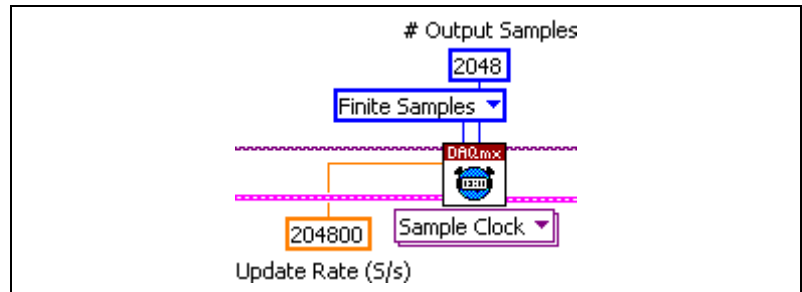 # Output Samples
2048
Finite Samples
DAQmx
204800
Sample Clock
Update Rate (S/s)